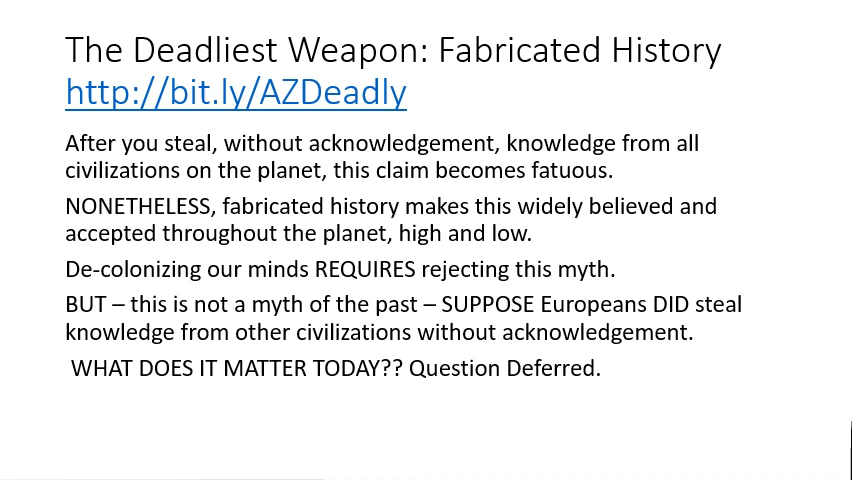 The Deadliest Weapon: Fabricated History
http://bit.ly/AZDeadly
After you steal, without acknowledgement, knowledge from all
civilizations on the planet, this claim becomes fatuous.
NONETHELESS, fabricated history makes this widely believed and
accepted throughout the planet, high and low.
De-colonizing our minds REQUIRES rejecting this myth.
BUT – this is not a myth of the past – SUPPOSE Europeans DID steal
knowledge from other civilizations without acknowledgement.
WHAT DOES IT MATTER TODAY?? Question Deferred.